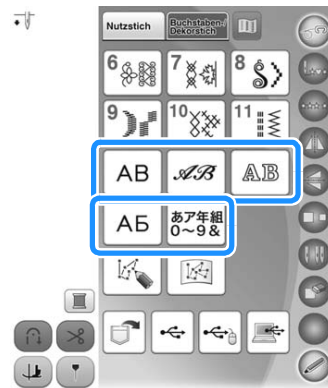 Nutzstich
Buchstaben-/
Dekorstich
6 7 8
9 10 11
AB AB AB
АБ あア年組
0~9&